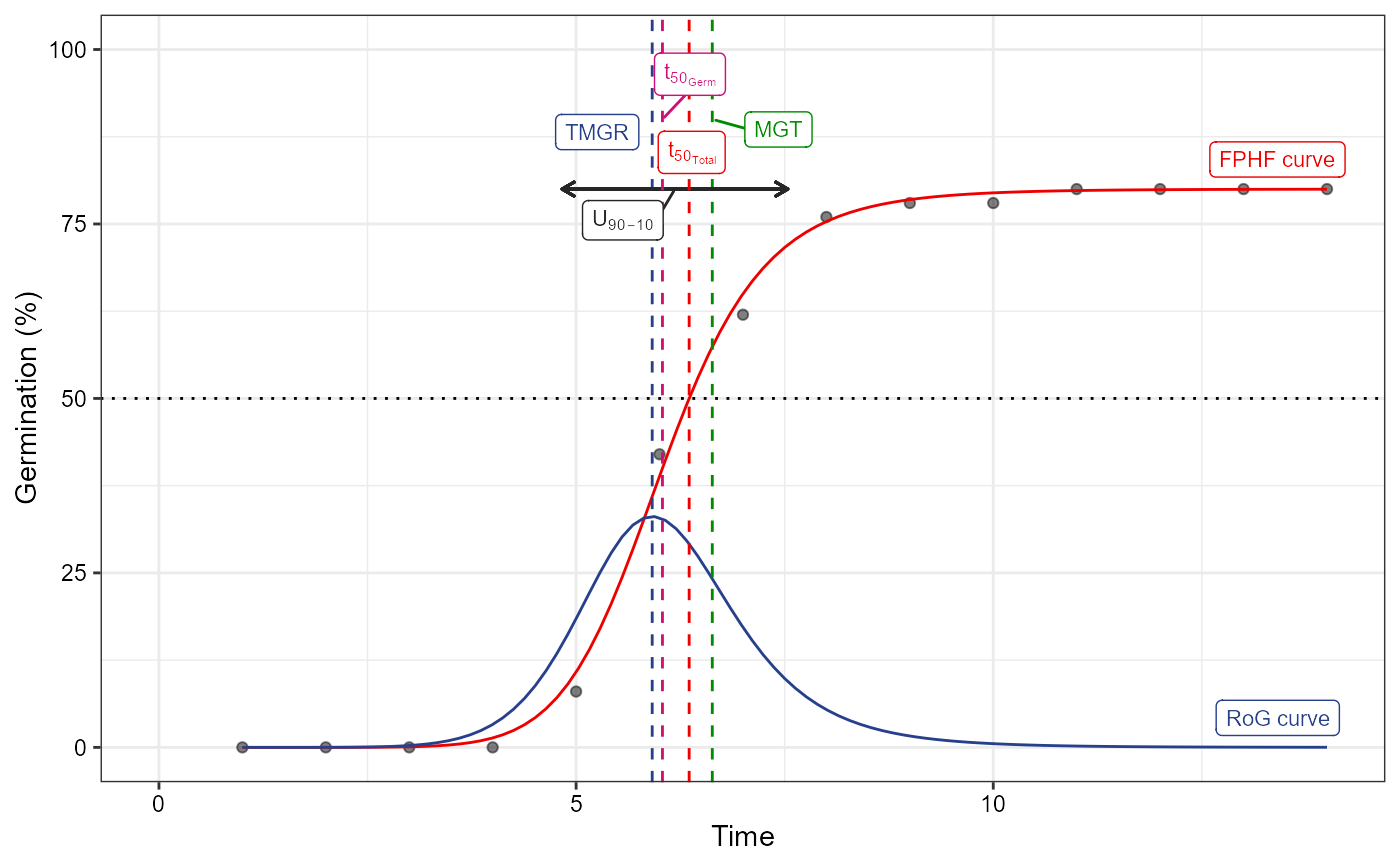 100
75
50
25
0
0
5
10
Time
Germination (%)
t50Germ
TMGR
MGT
t50Total
FPHF curve
U90−10
RoG curve